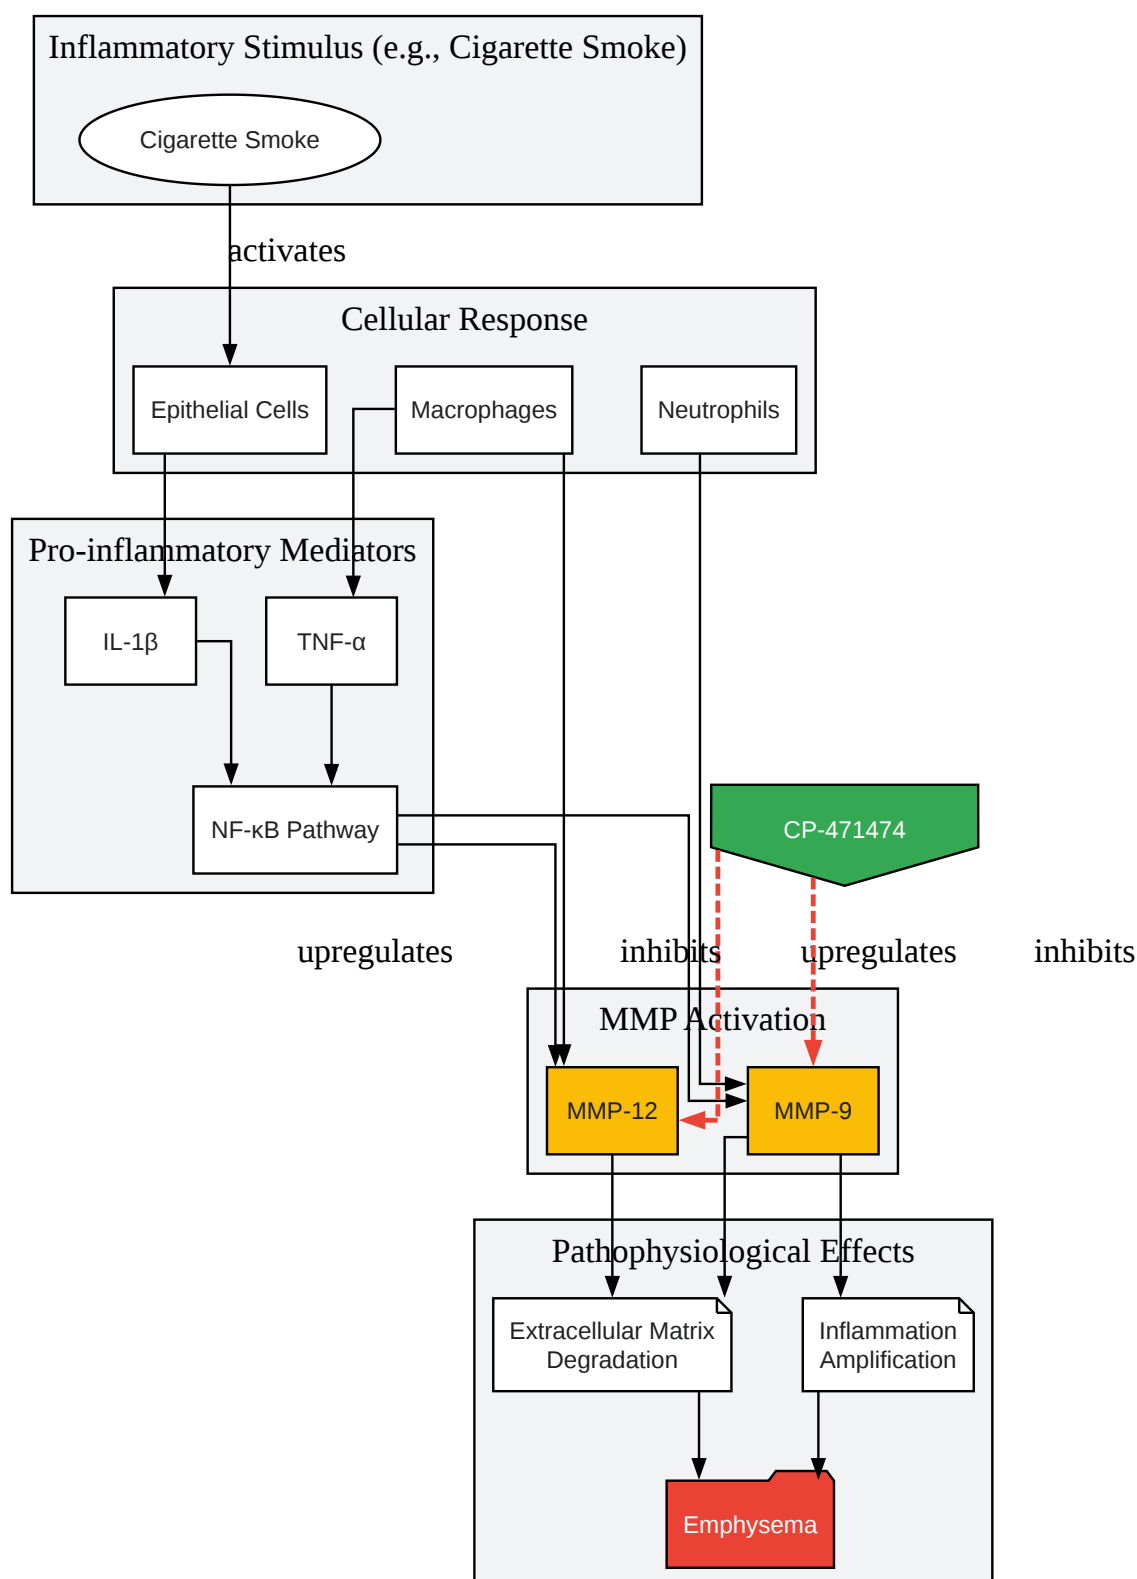 Inflammatory Stimulus (e.g., Cigarette Smoke)
Cigarette Smoke
activates
Cellular Response
Epithelial Cells
Macrophages
Neutrophils
Pro-inflammatory Mediators
IL-1β
TNF-α
NF-κB Pathway
CP-471474
upregulates
inhibits
upregulates
inhibits
MMP Activation
MMP-12
MMP-9
Pathophysiological Effects
Extracellular Matrix
Degradation
Inflammation
Amplification
Emphysema